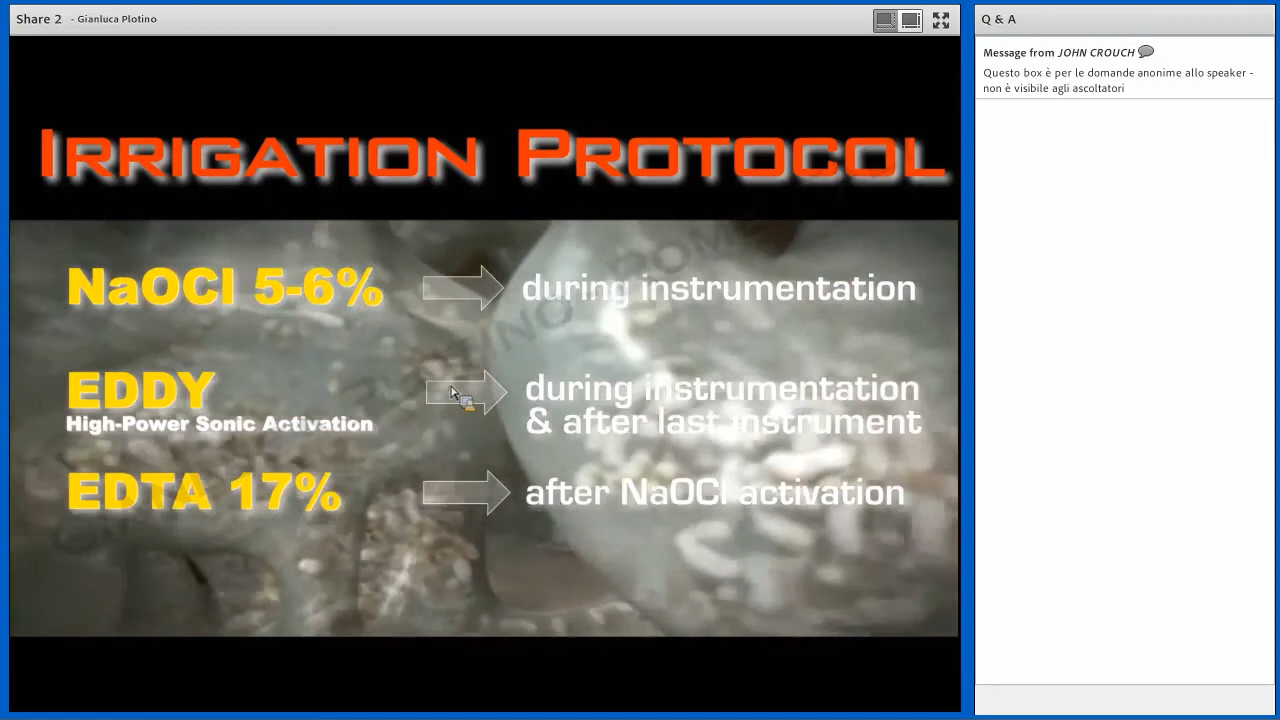 Share 2 - Gianluca Plotino
Q & A
Message from JOHN CROUCH
Questo box è per le domande anonime allo speaker -
non è visibile agli ascoltatori
IRRIGATION PROTOCOL
NaOCl 5-6% during instrumentation
EDDY during instrumentation
High-Power Sonic Activation & after last instrument
EDTA 17% after NaOCl activation